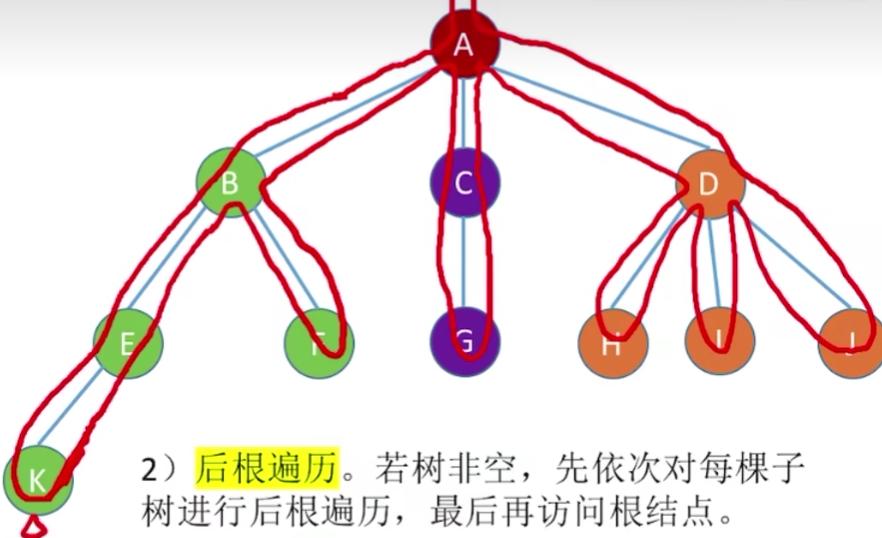 A
B C D
E F G H I J
K
2）后根遍历。若树非空，先依次对每棵子
树进行后根遍历，最后再访问根结点。